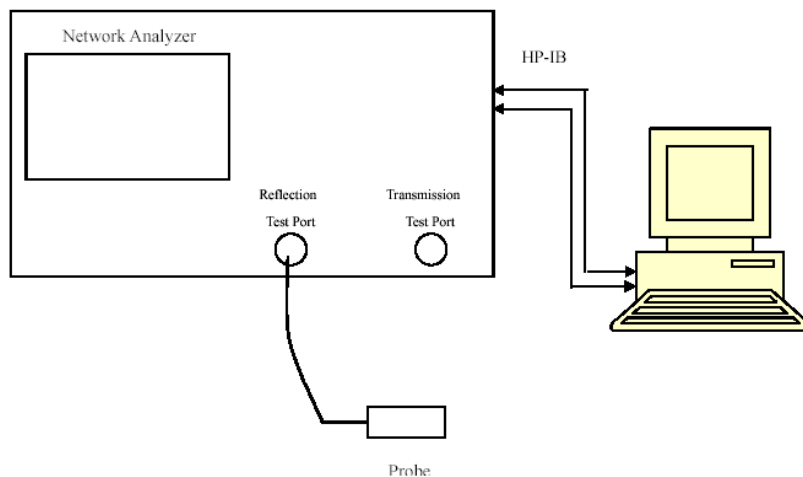 Network Analyzer
HP-IB
Reflection
Test Port
Transmission
Test Port
Probe